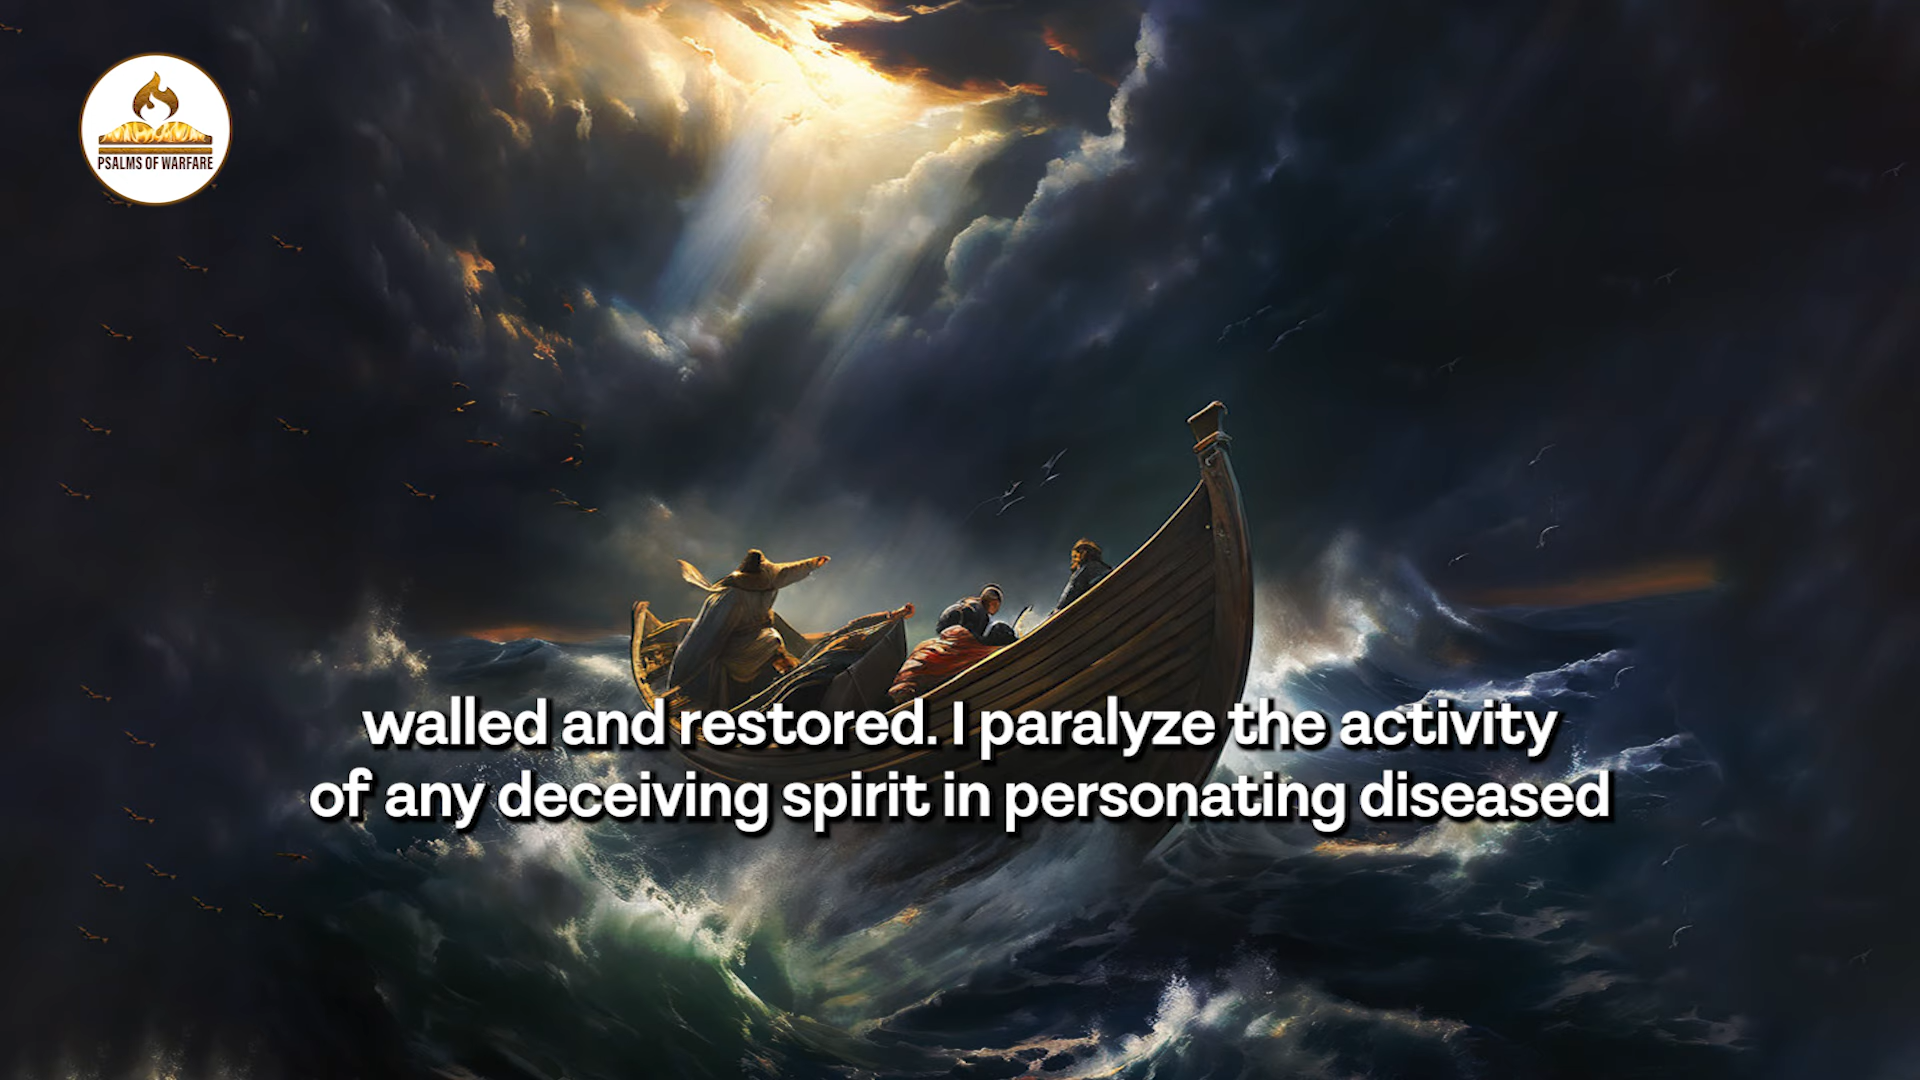 PSALMS OF WARFARE
walled and restored. I paralyze the activity
of any deceiving spirit in personating diseased